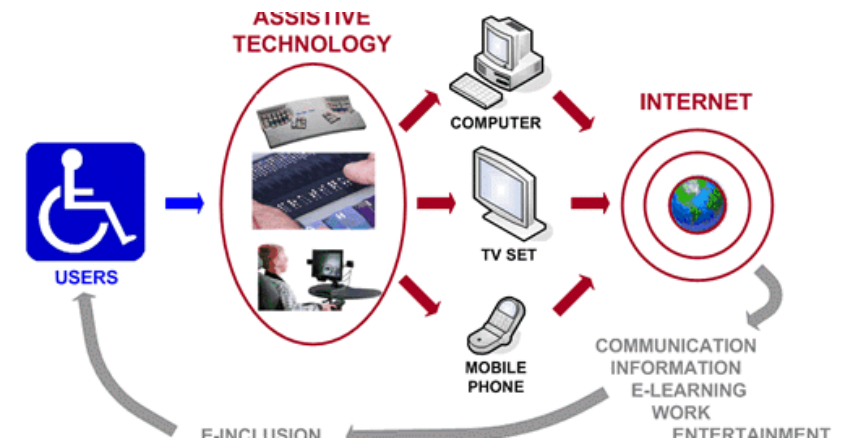 ASSISTIVE
TECHNOLOGY
COMPUTER
INTERNET
TV SET
USERS
MOBILE
PHONE
COMMUNICATION
INFORMATION
E-LEARNING
WORK
ENTERTAINMENT
E-INCLUSION